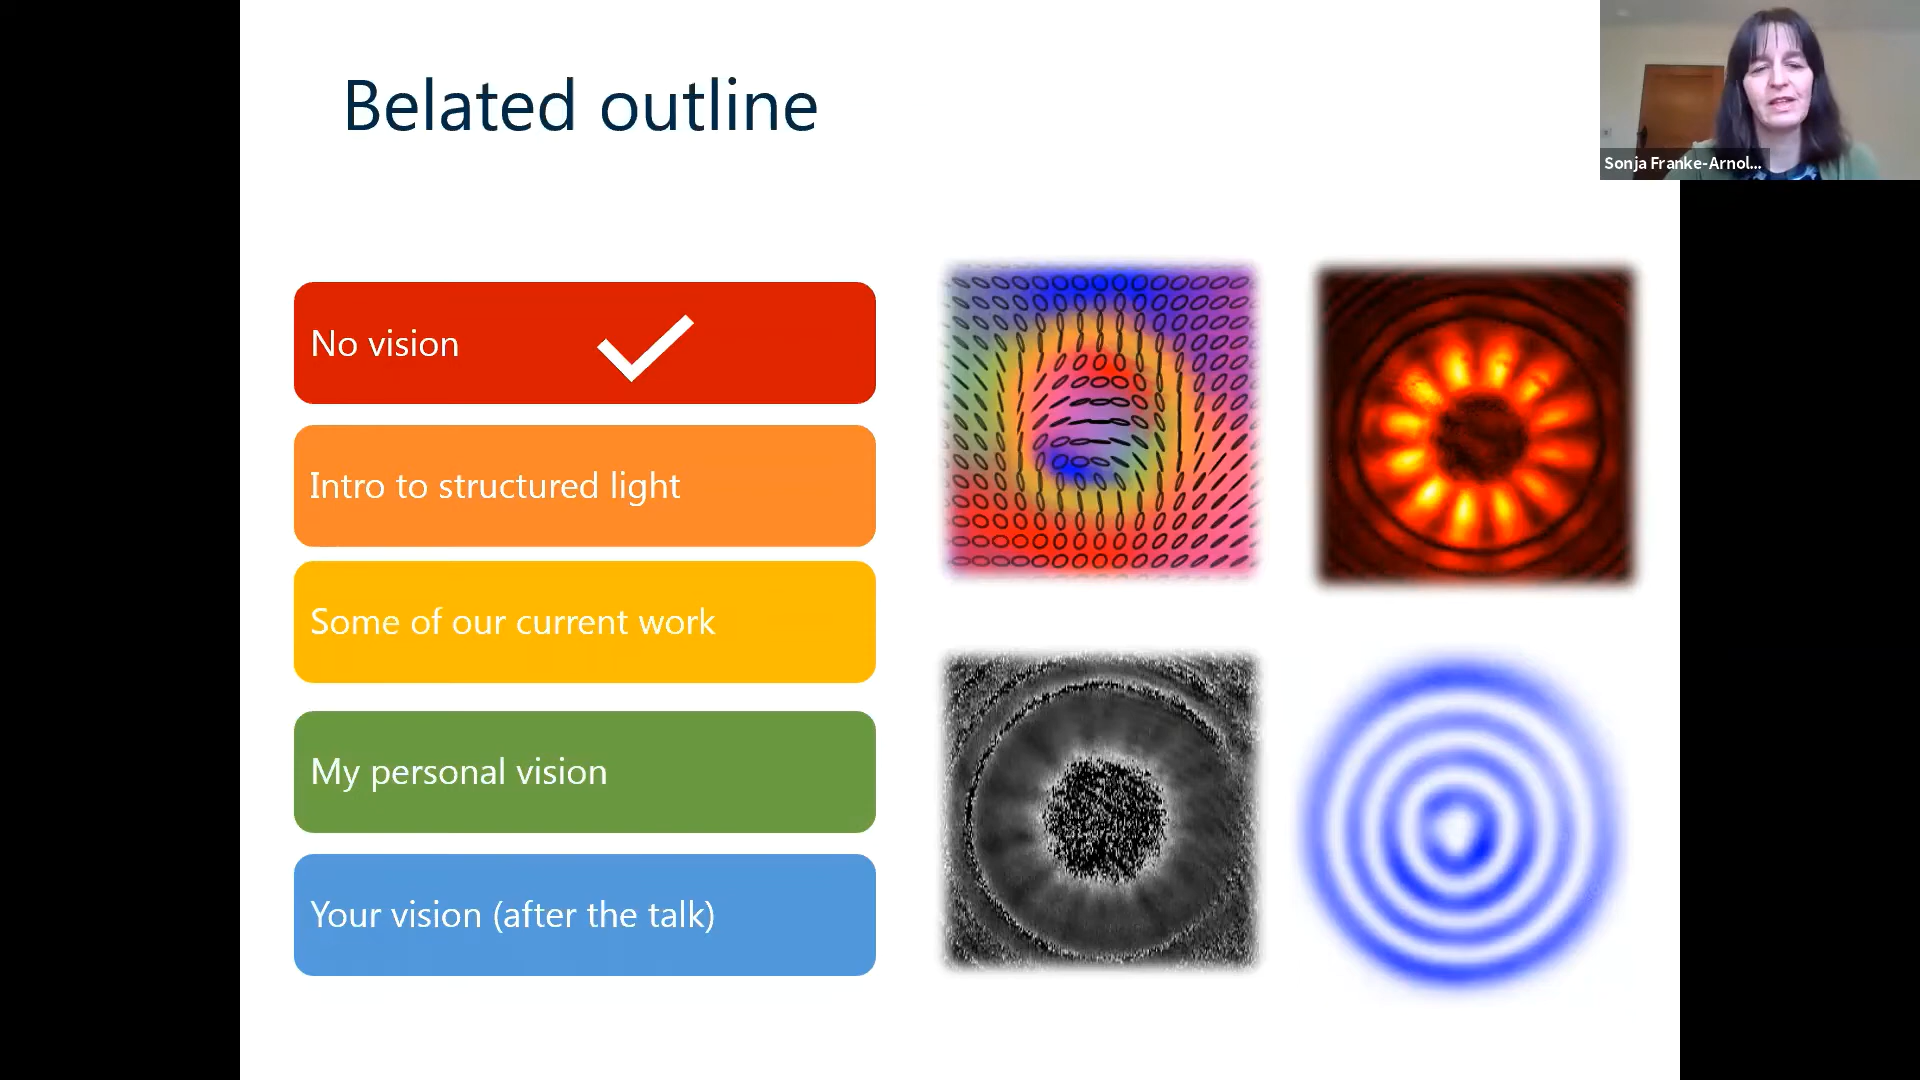 Belated outline
Sonja Franke-Arnol...
No vision
Intro to structured light
Some of our current work
My personal vision
Your vision (after the talk)